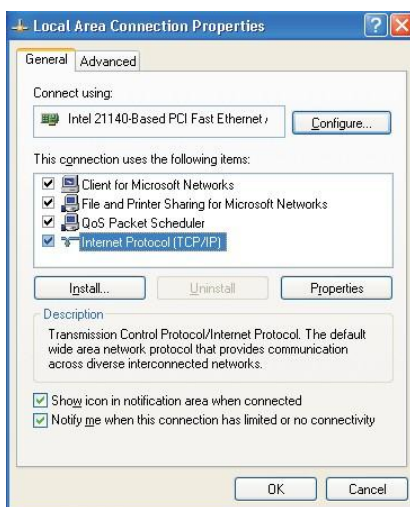 Local Area Connection Properties
General Advanced
Connect using:
Intel 21140-Based PCI Fast Ethernet
Configure...
This connection uses the following items:
Client for Microsoft Networks
File and Printer Sharing for Microsoft Networks
QoS Packet Scheduler
Internet Protocol (TCP/IP)
Install... Uninstall Properties
Description
Transmission Control Protocol/Internet Protocol. The default
wide area network protocol that provides communication
across diverse interconnected networks.
Show icon in notification area when connected
Notify me when this connection has limited or no connectivity
OK Cancel